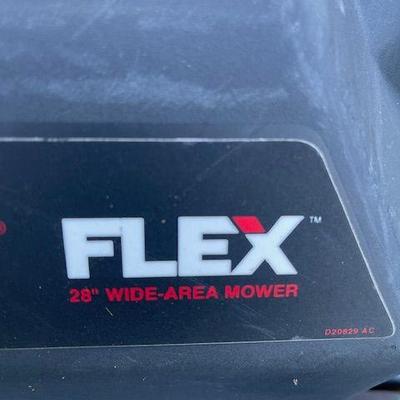 ®
FLEX™
28" WIDE-AREA MOWER
D20829 AC